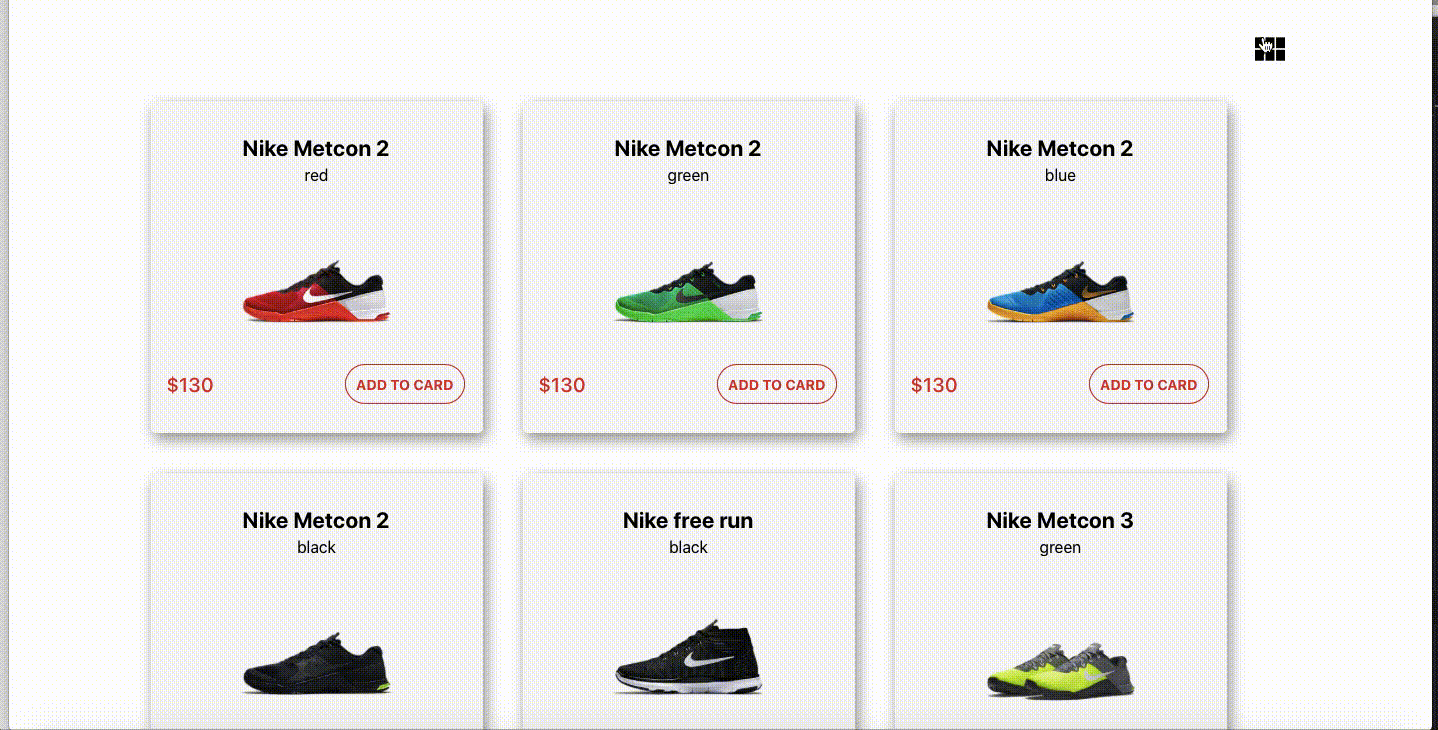 Nike Metcon 2
red
$130
ADD TO CARD
Nike Metcon 2
green
$130
ADD TO CARD
Nike Metcon 2
blue
$130
ADD TO CARD
Nike Metcon 2
black
Nike free run
black
Nike Metcon 3
green